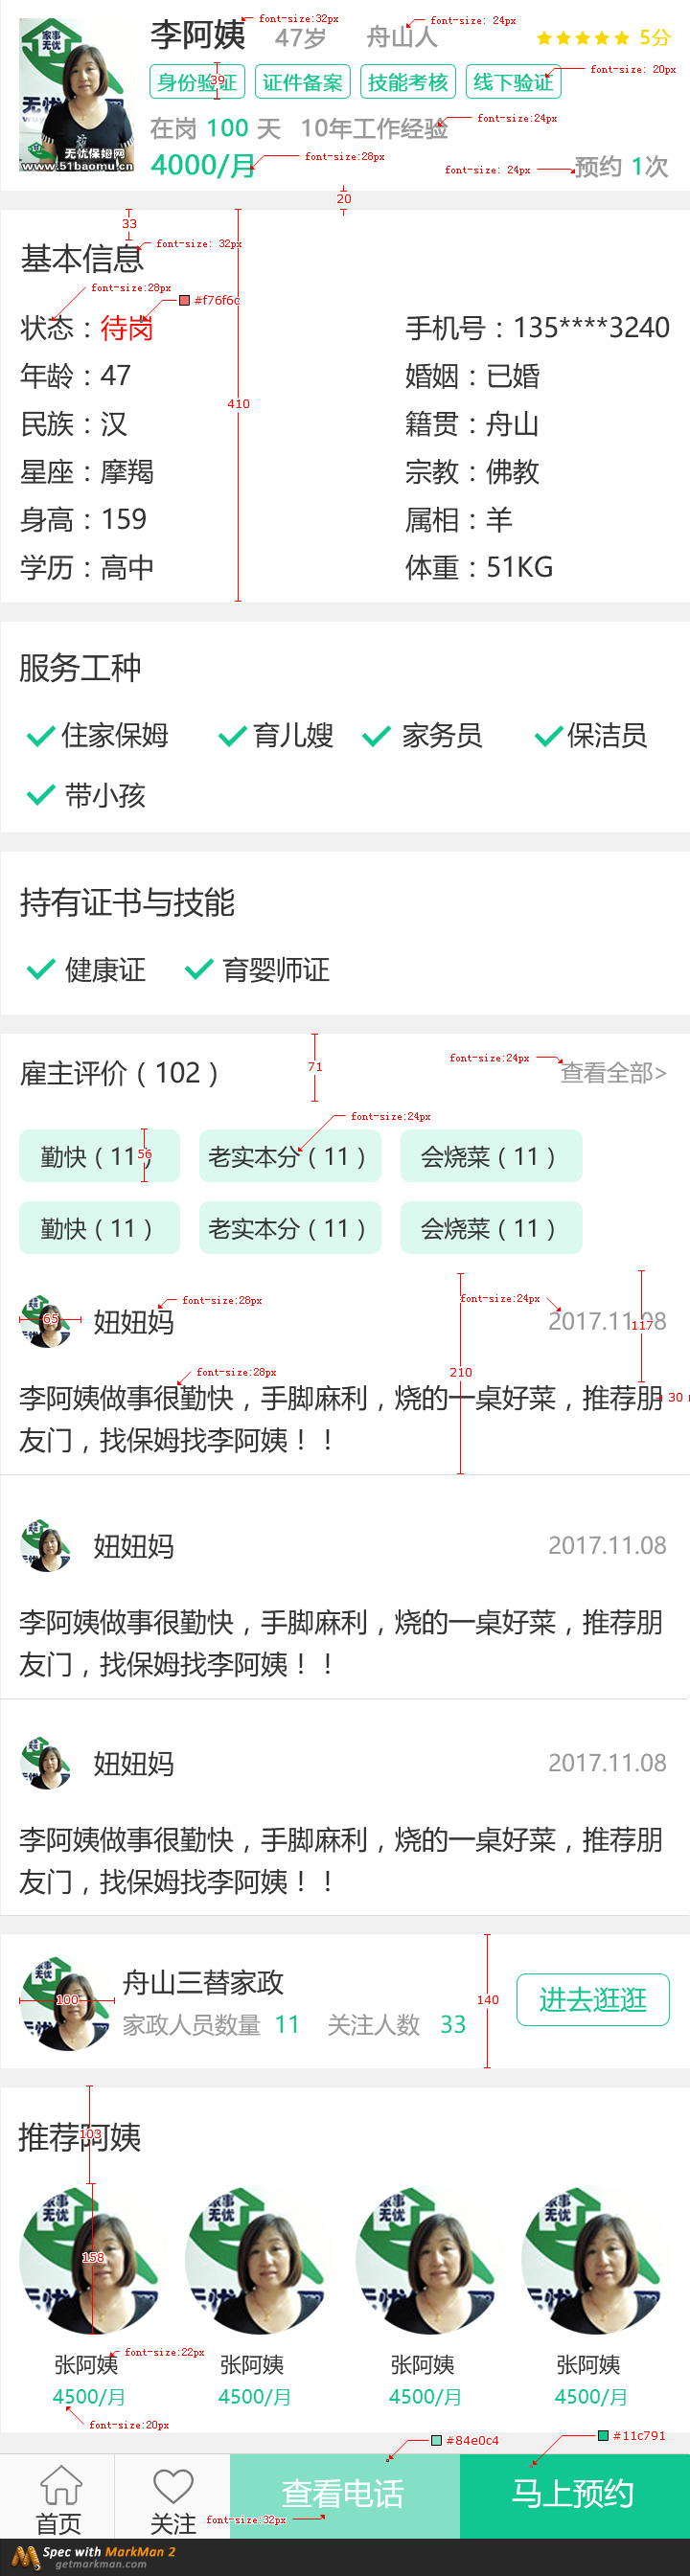 李阿姨 47岁 舟山人 5分
font-size:32px font-size: 24px
身份验证 证件备案 技能考核 线下验证
39 font-size: 20px
在岗 100 天 10年工作经验
font-size:24px
4000/月 预约 1次
font-size:28px font-size: 24px
家事无忧
无忧保姆网
www.51baomu.cn
20
33
基本信息
font-size: 32px
font-size:28px
#f76f6c
状态：待岗 手机号：135****3240
年龄：47 婚姻：已婚
410
民族：汉 籍贯：舟山
星座：摩羯 宗教：佛教
身高：159 属相：羊
学历：高中 体重：51KG
服务工种
住家保姆 育儿嫂 家务员 保洁员
带小孩
持有证书与技能
健康证 育婴师证
雇主评价（102） 查看全部>
71 font-size:24px
font-size:24px
勤快（11） 老实本分（11） 会烧菜（11）
56
勤快（11） 老实本分（11） 会烧菜（11）
font-size:28px font-size:24px
妞妞妈 2017.11.08
65 117
font-size:28px 210
李阿姨做事很勤快，手脚麻利，烧的一桌好菜，推荐朋
30
友门，找保姆找李阿姨！！
妞妞妈 2017.11.08
李阿姨做事很勤快，手脚麻利，烧的一桌好菜，推荐朋
友门，找保姆找李阿姨！！
妞妞妈 2017.11.08
李阿姨做事很勤快，手脚麻利，烧的一桌好菜，推荐朋
友门，找保姆找李阿姨！！
舟山三替家政 进去逛逛
100 140
家政人员数量 11 关注人数 33
推荐阿姨
103
158
张阿姨 张阿姨 张阿姨 张阿姨
font-size:22px
4500/月 4500/月 4500/月 4500/月
font-size:20px
#84e0c4 #11c791
首页 关注 查看电话 马上预约
font-size:32px
Spec with MarkMan 2
getmarkman.com